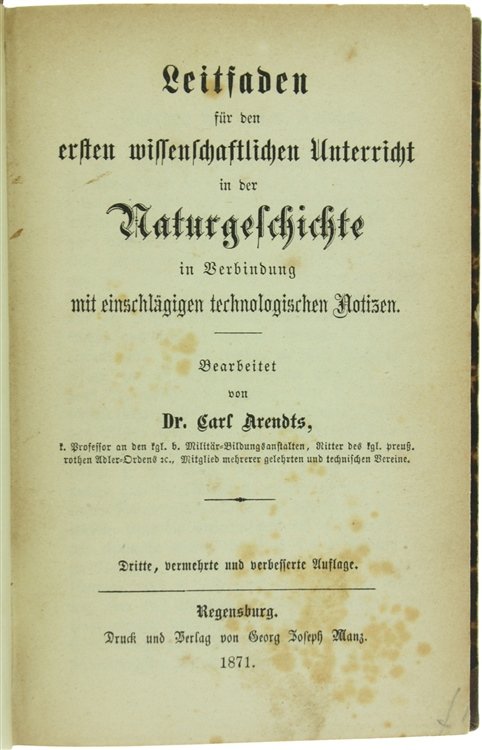 Leitfaden
für den
ersten wissenschaftlichen Unterricht
in der
Naturgeschichte
in Verbindung
mit einschlägigen technologischen Notizen.
Bearbeitet
von
Dr. Carl Arendts,
k. Professor an den kgl. b. Militär-Bildungsanstalten, Ritter des kgl. preuß.
rothen Adler-Ordens ꝛc., Mitglied mehrerer gelehrten und technischen Vereine.
Dritte, vermehrte und verbesserte Auflage.
Regensburg.
Druck und Verlag von Georg Joseph Manz.
1871.